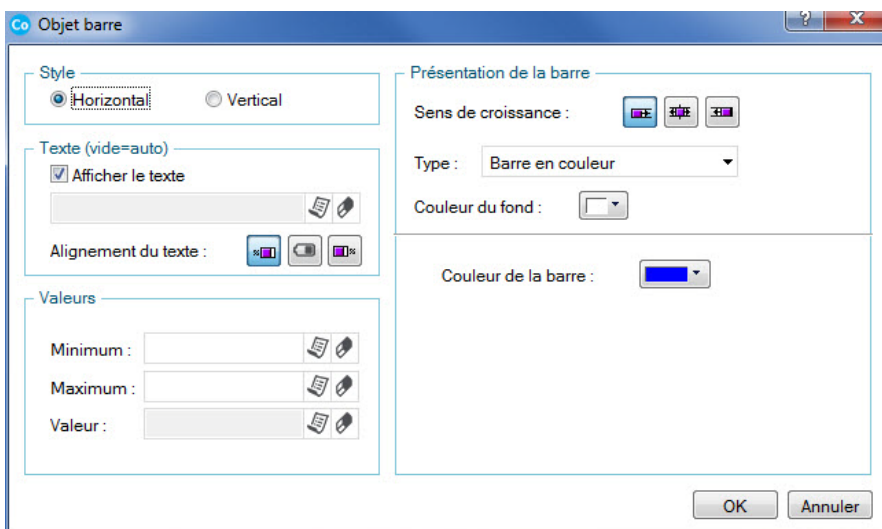 Co Objet barre
?
X
Style
Horizontal
Vertical
Texte (vide=auto)
Afficher le texte
Alignement du texte :
%
%
Valeurs
Minimum :
Maximum :
Valeur :
Présentation de la barre
Sens de croissance :
Type :
Barre en couleur
Couleur du fond :
Couleur de la barre :
OK
Annuler